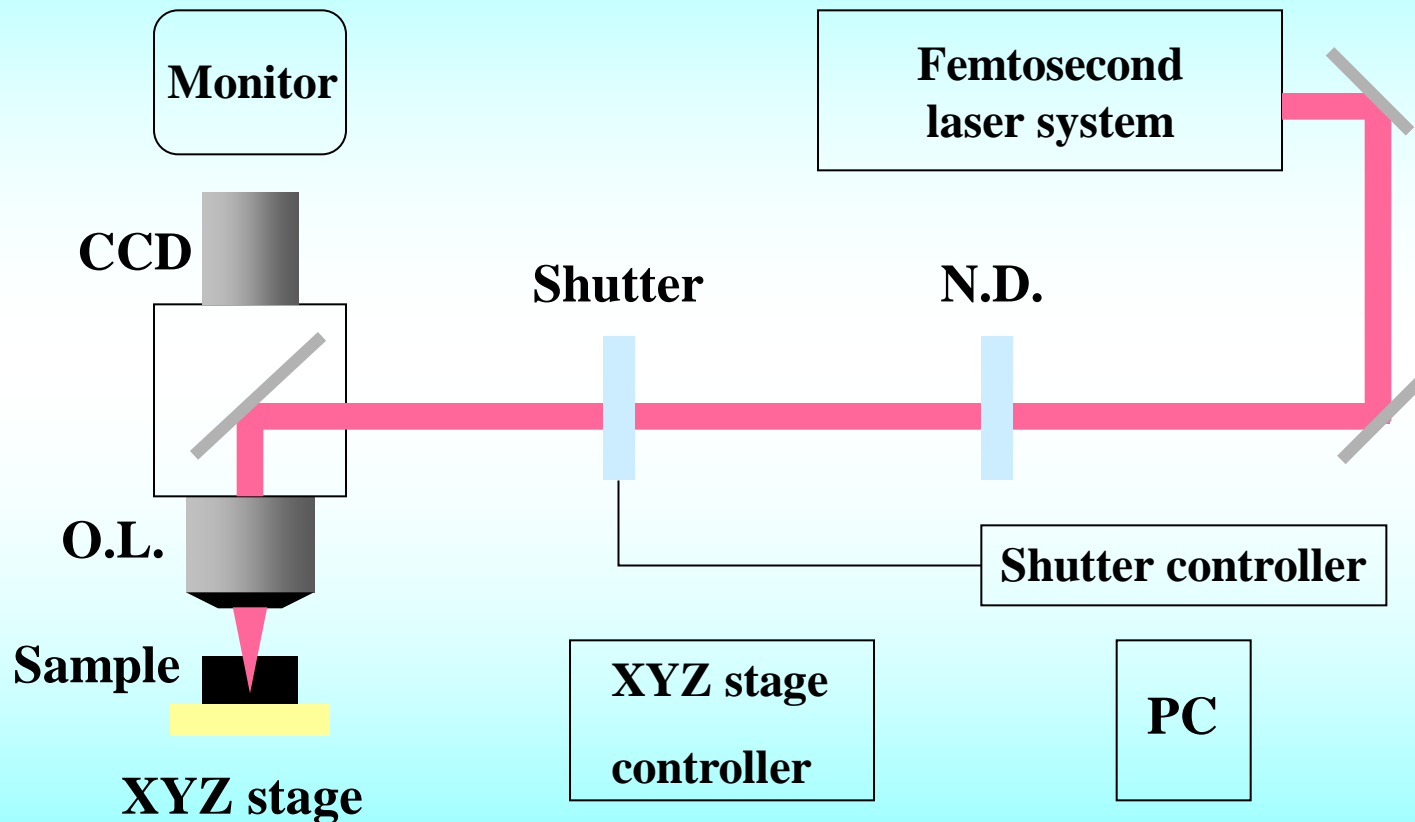 Monitor
Femtosecond
laser system
CCD
Shutter
N.D.
O.L.
Shutter controller
Sample
XYZ stage
controller
PC
XYZ stage